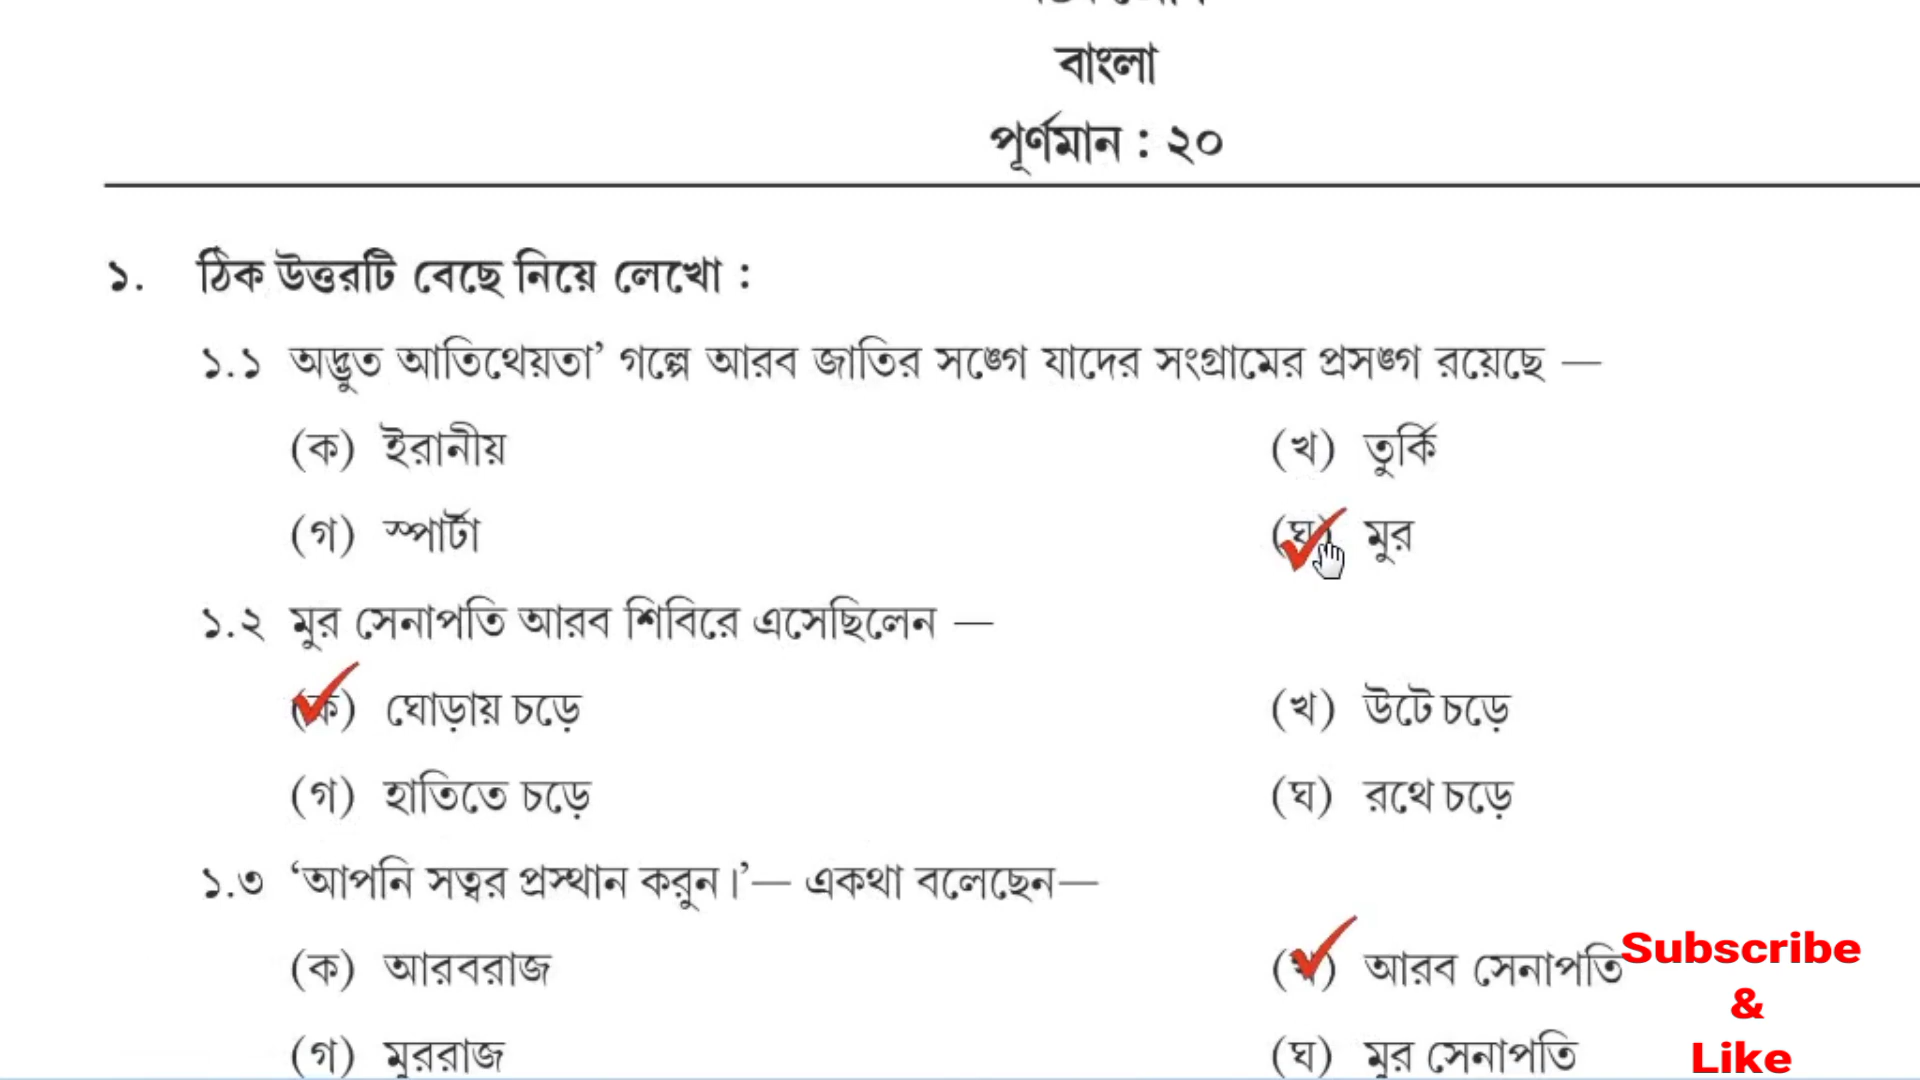 বাংলা
পূর্ণমান : ২০
১. ঠিক উত্তরটি বেছে নিয়ে লেখো :
১.১ অদ্ভুত আতিথেয়তা’ গল্পে আরব জাতির সঙ্গে যাদের সংগ্রামের প্রসঙ্গ রয়েছে —
(ক) ইরানীয় (খ) তুর্কি
(গ) স্পার্টা (ঘ) মুর
১.২ মুর সেনাপতি আরব শিবিরে এসেছিলেন —
(ক) ঘোড়ায় চড়ে (খ) উটে চড়ে
(গ) হাতিতে চড়ে (ঘ) রথে চড়ে
১.৩ ‘আপনি সত্বর প্রস্থান করুন।’— একথা বলেছেন—
(ক) আরবরাজ (খ) আরব সেনাপতি
(গ) মুররাজ (ঘ) মুর সেনাপতি
Subscribe
&
Like